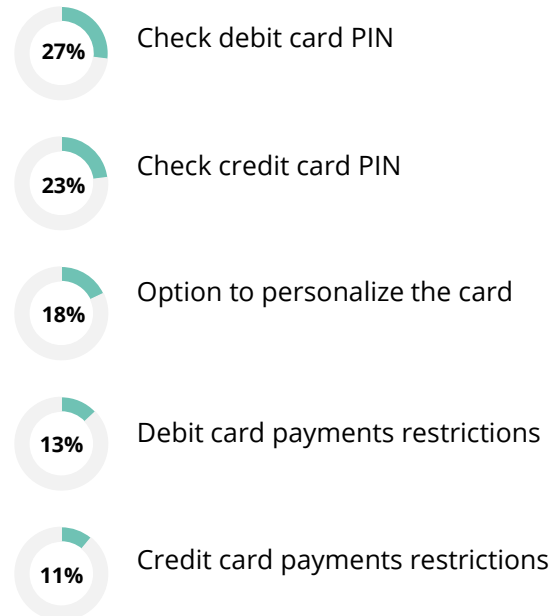 27% Check debit card PIN
23% Check credit card PIN
18% Option to personalize the card
13% Debit card payments restrictions
11% Credit card payments restrictions